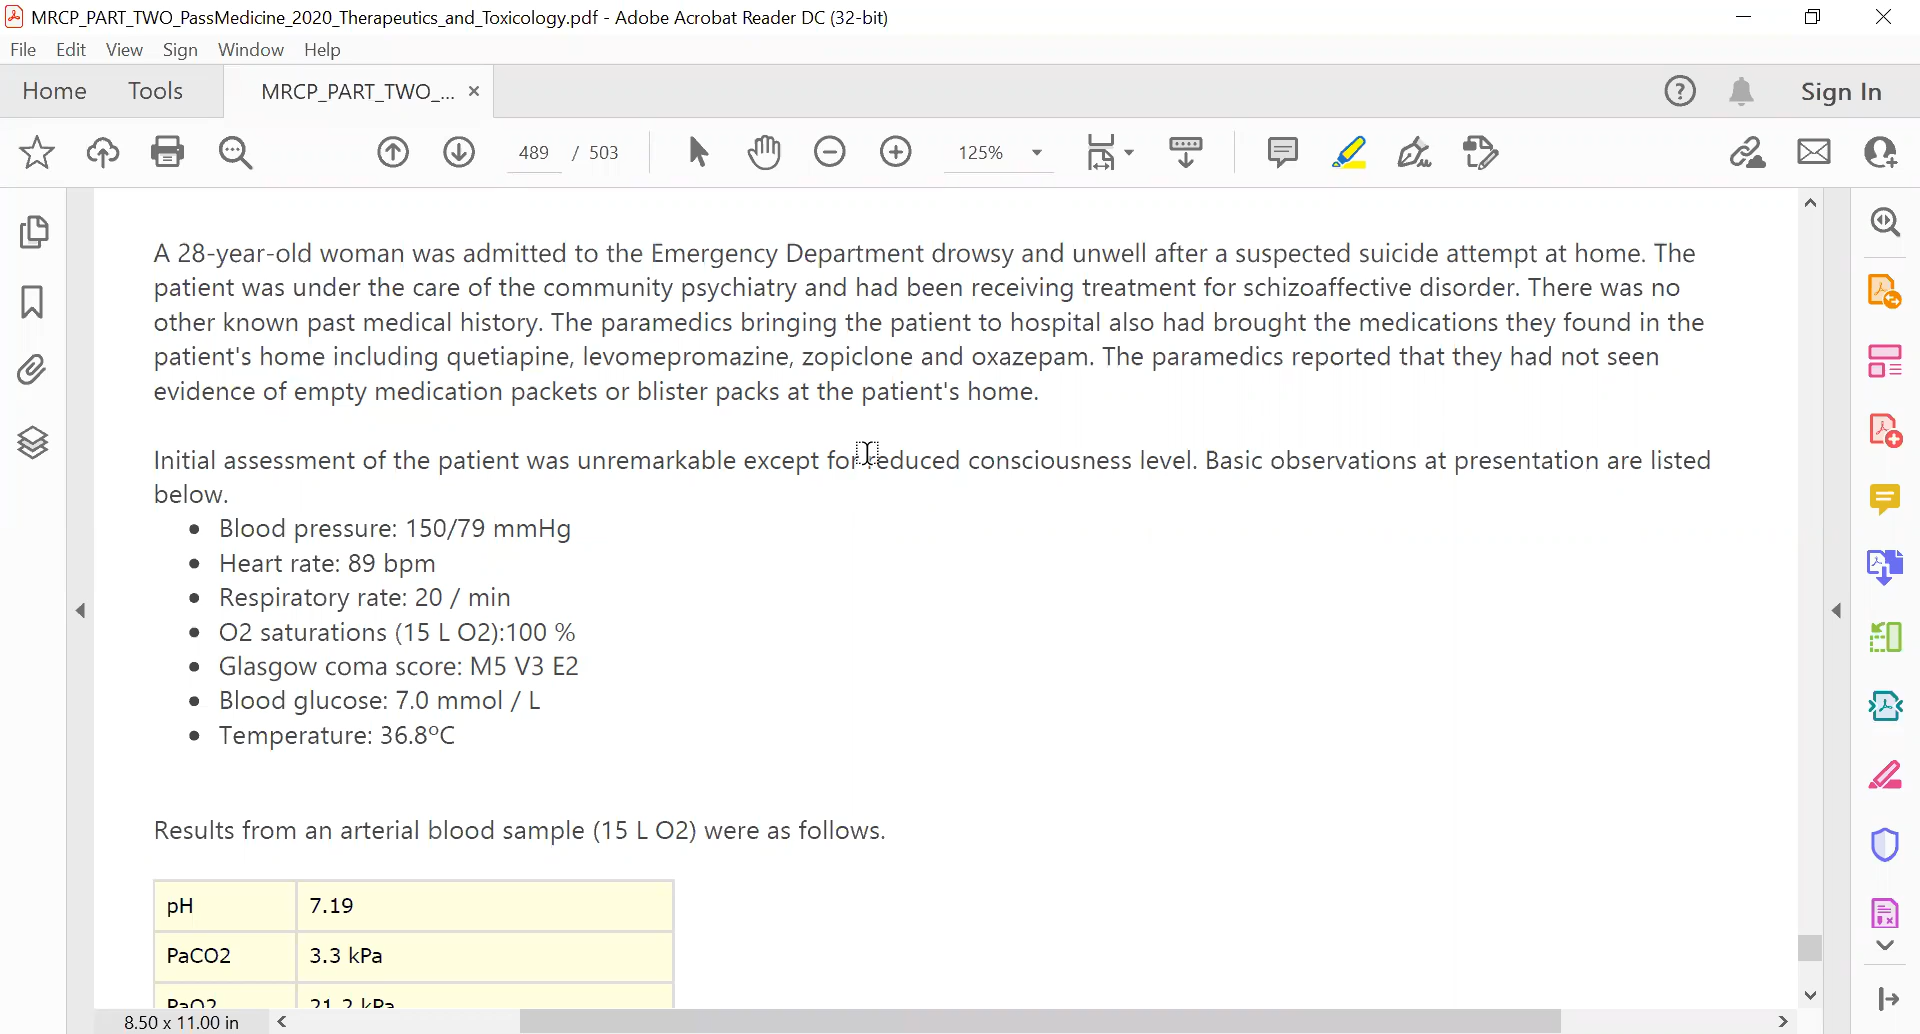 MRCP_PART_TWO_PassMedicine_2020_Therapeutics_and_Toxicology.pdf - Adobe Acrobat Reader DC (32-bit)
File Edit View Sign Window Help
Home Tools MRCP_PART_TWO_... × Sign In
489 / 503 125%
A 28-year-old woman was admitted to the Emergency Department drowsy and unwell after a suspected suicide attempt at home. The
patient was under the care of the community psychiatry and had been receiving treatment for schizoaffective disorder. There was no
other known past medical history. The paramedics bringing the patient to hospital also had brought the medications they found in the
patient's home including quetiapine, levomepromazine, zopiclone and oxazepam. The paramedics reported that they had not seen
evidence of empty medication packets or blister packs at the patient's home.
Initial assessment of the patient was unremarkable except for reduced consciousness level. Basic observations at presentation are listed
below.
• Blood pressure: 150/79 mmHg
• Heart rate: 89 bpm
• Respiratory rate: 20 / min
• O2 saturations (15 L O2):100 %
• Glasgow coma score: M5 V3 E2
• Blood glucose: 7.0 mmol / L
• Temperature: 36.8ºC
Results from an arterial blood sample (15 L O2) were as follows.
pH 7.19
PaCO2 3.3 kPa
PaO2 21.2 kPa
8.50 x 11.00 in